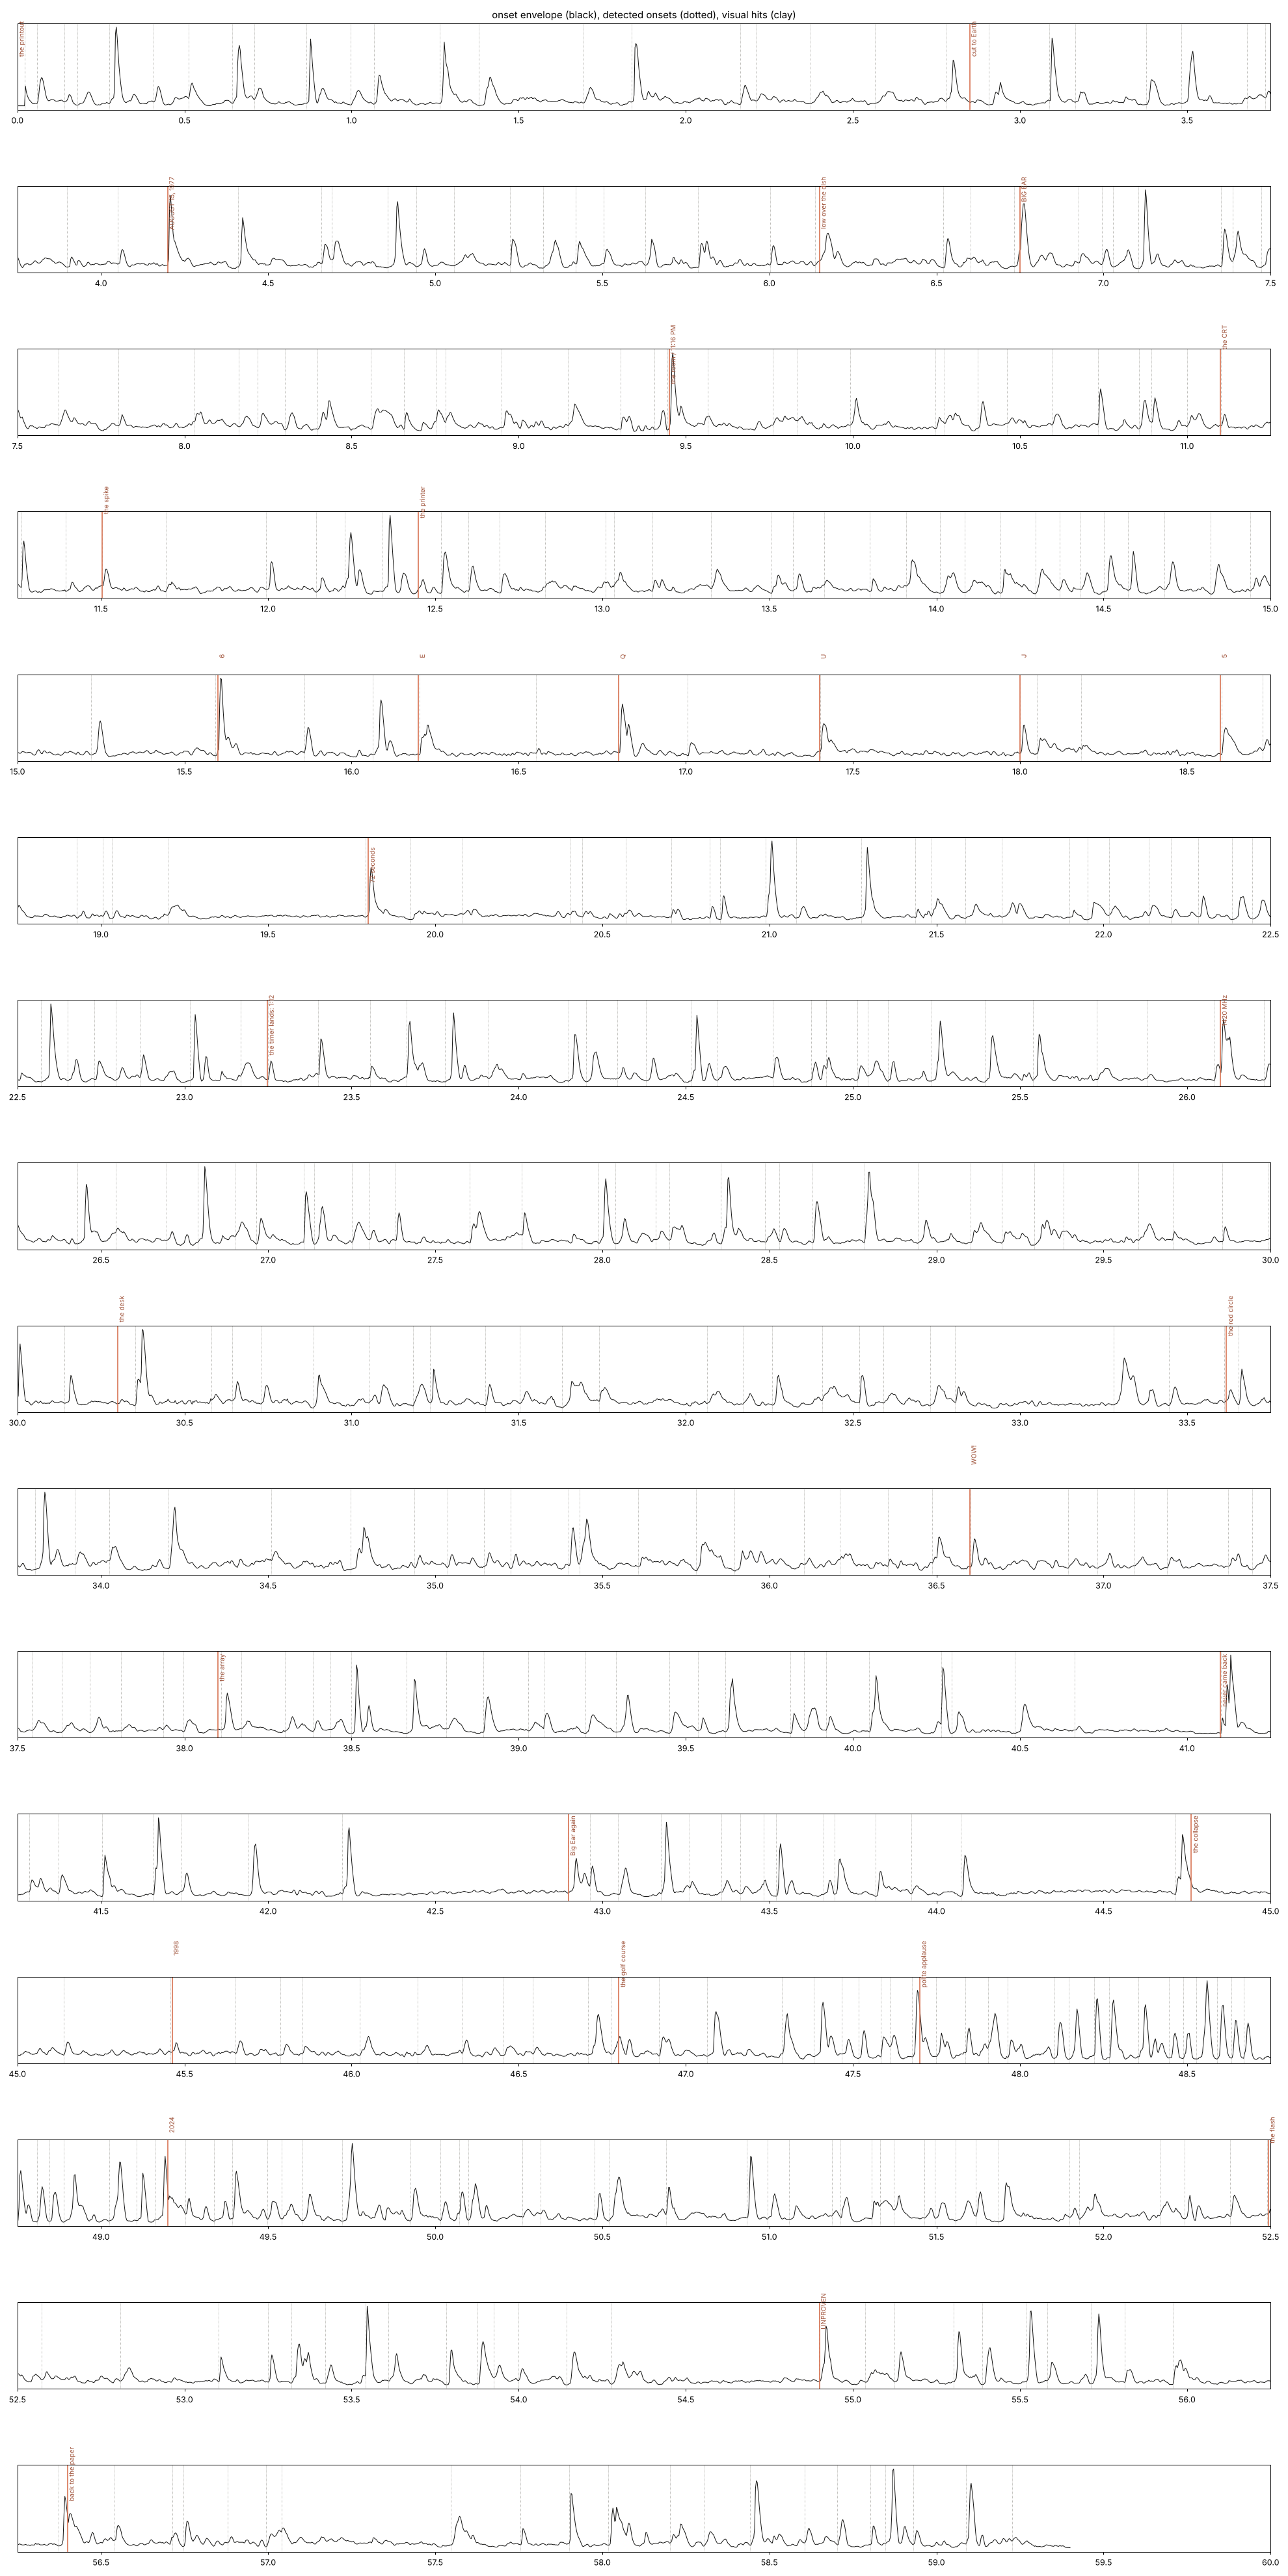 onset envelope (black), detected onsets (dotted), visual hits (clay)
the printout
cut to Earth
0.0 0.5 1.0 1.5 2.0 2.5 3.0 3.5
low over the dish
BIG EAR
4.0 4.5 5.0 5.5 6.0 6.5 7.0 7.5
the CRT
7.5 8.0 8.5 9.0 9.5 10.0 10.5 11.0
the spike
the printer
11.5 12.0 12.5 13.0 13.5 14.0 14.5 15.0
6
E
Q
U
J
5
15.0 15.5 16.0 16.5 17.0 17.5 18.0 18.5
72 seconds
19.0 19.5 20.0 20.5 21.0 21.5 22.0 22.5
the timer lands: 1:12
22.5 23.0 23.5 24.0 24.5 25.0 25.5 26.0
26.5 27.0 27.5 28.0 28.5 29.0 29.5 30.0
the desk
the red circle
30.0 30.5 31.0 31.5 32.0 32.5 33.0 33.5
WOW!
34.0 34.5 35.0 35.5 36.0 36.5 37.0 37.5
the array
never came back
37.5 38.0 38.5 39.0 39.5 40.0 40.5 41.0
Big Ear again
the collapse
41.5 42.0 42.5 43.0 43.5 44.0 44.5 45.0
1998
the golf course
polite applause
45.0 45.5 46.0 46.5 47.0 47.5 48.0 48.5
2024
the flash
49.0 49.5 50.0 50.5 51.0 51.5 52.0 52.5
UNPROVEN
52.5 53.0 53.5 54.0 54.5 55.0 55.5 56.0
back to the paper
56.5 57.0 57.5 58.0 58.5 59.0 59.5 60.0